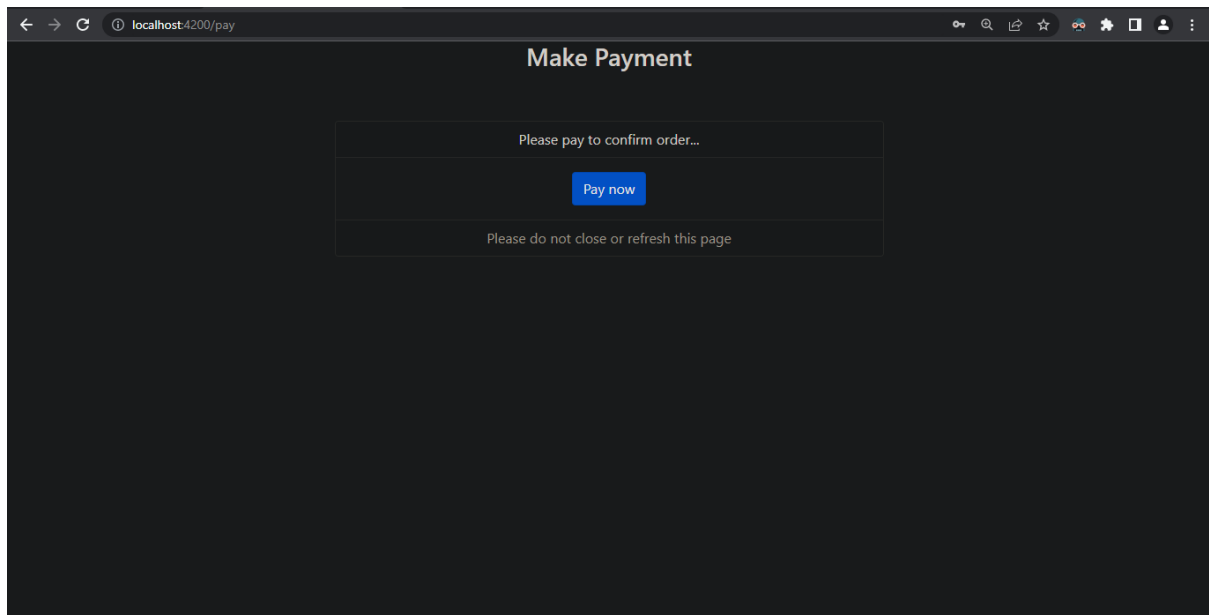 localhost:4200/pay
Make Payment
Please pay to confirm order...
Pay now
Please do not close or refresh this page